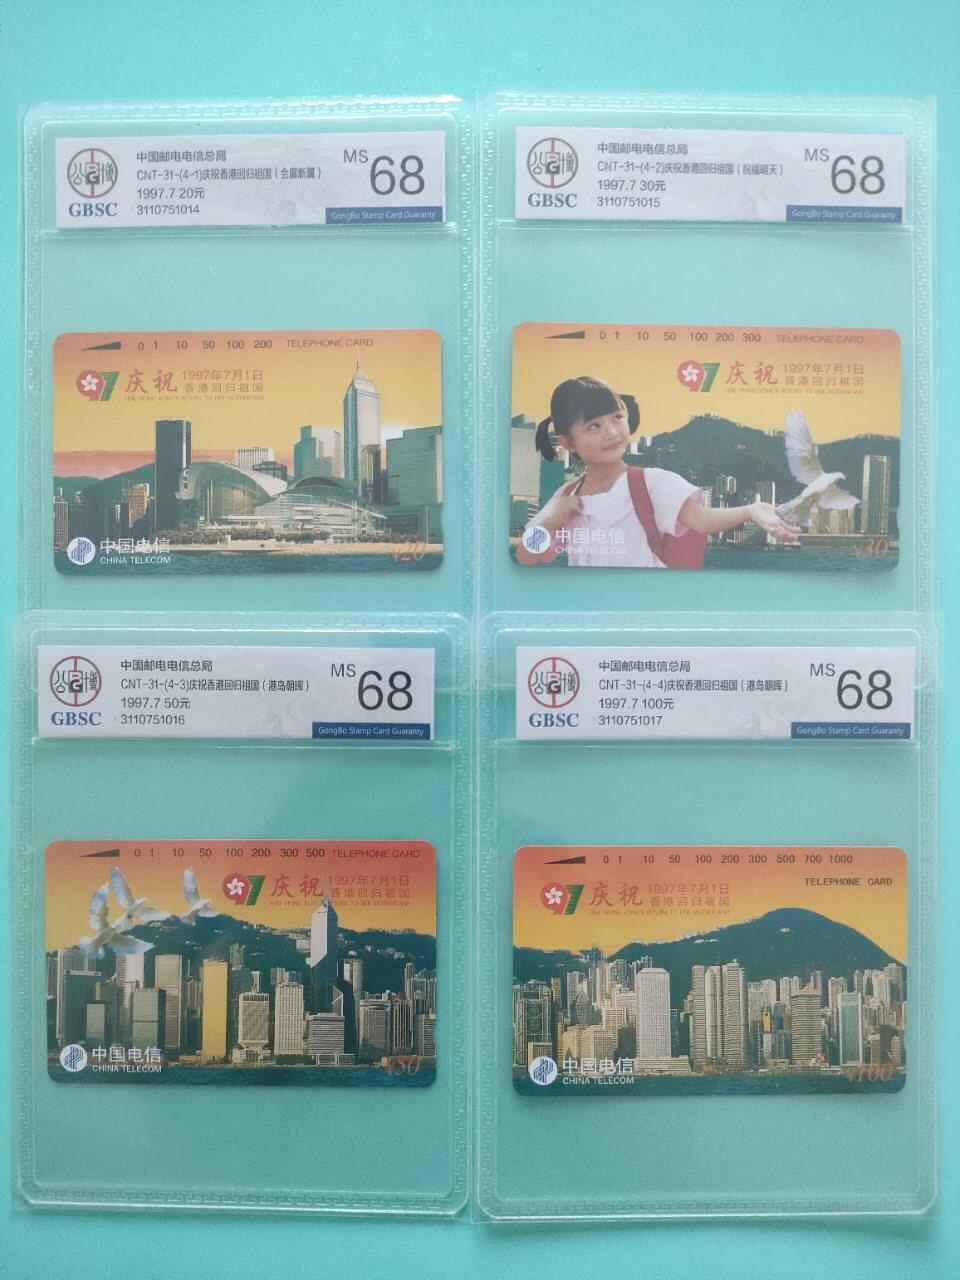 中国邮电电信总局
CNT-31-(4-1)庆祝香港回归祖国(会展新翼)
1997.7 20元
3110751014
MS 68
GBSC
GongBo Stamp Card Guaranty
中国邮电电信总局
CNT-31-(4-2)庆祝香港回归祖国(祝福明天)
1997.7 30元
3110751015
MS 68
GBSC
GongBo Stamp Card Guaranty
0 1 10 50 100 200 TELEPHONE CARD
97 庆祝 1997年7月1日
香港回归祖国
中国电信
CHINA TELECOM
¥20
0 1 10 50 100 200 300 TELEPHONE CARD
97 庆祝 1997年7月1日
香港回归祖国
中国电信
CHINA TELECOM
¥30
中国邮电电信总局
CNT-31-(4-3)庆祝香港回归祖国(港岛朝晖)
1997.7 50元
3110751016
MS 68
GBSC
GongBo Stamp Card Guaranty
中国邮电电信总局
CNT-31-(4-4)庆祝香港回归祖国(港岛朝晖)
1997.7 100元
3110751017
MS 68
GBSC
GongBo Stamp Card Guaranty
0 1 10 50 100 200 300 500 TELEPHONE CARD
97 庆祝 1997年7月1日
香港回归祖国
中国电信
CHINA TELECOM
¥50
0 1 10 50 100 200 300 500 700 1000
TELEPHONE CARD
97 庆祝 1997年7月1日
香港回归祖国
中国电信
CHINA TELECOM
¥100